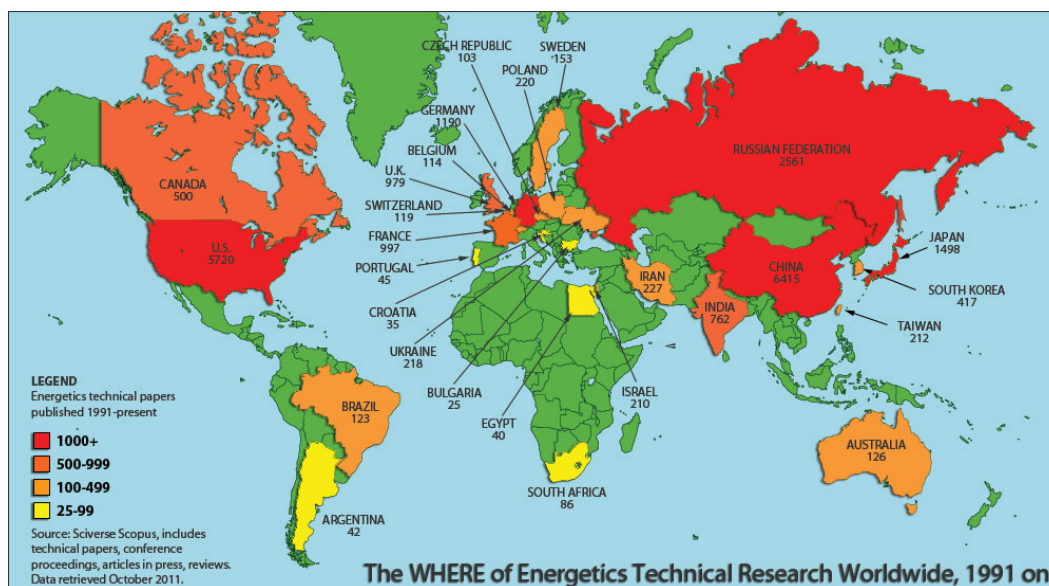 CZECH REPUBLIC
103
SWEDEN
153
POLAND
220
GERMANY
1190
BELGIUM
114
U.K.
979
SWITZERLAND
119
FRANCE
997
PORTUGAL
45
CROATIA
35
UKRAINE
218
BULGARIA
25
EGYPT
40
ISRAEL
210
RUSSIAN FEDERATION
2561
CANADA
500
U.S.
5720
JAPAN
1498
CHINA
6415
SOUTH KOREA
417
IRAN
227
INDIA
762
TAIWAN
212
BRAZIL
123
AUSTRALIA
126
SOUTH AFRICA
86
ARGENTINA
42
LEGEND
Energetics technical papers
published 1991-present
1000+
500-999
100-499
25-99
Source: Sciverse Scopus, includes
technical papers, conference
proceedings, articles in press, reviews.
Data retrieved October 2011.
The WHERE of Energetics Technical Research Worldwide, 1991 on